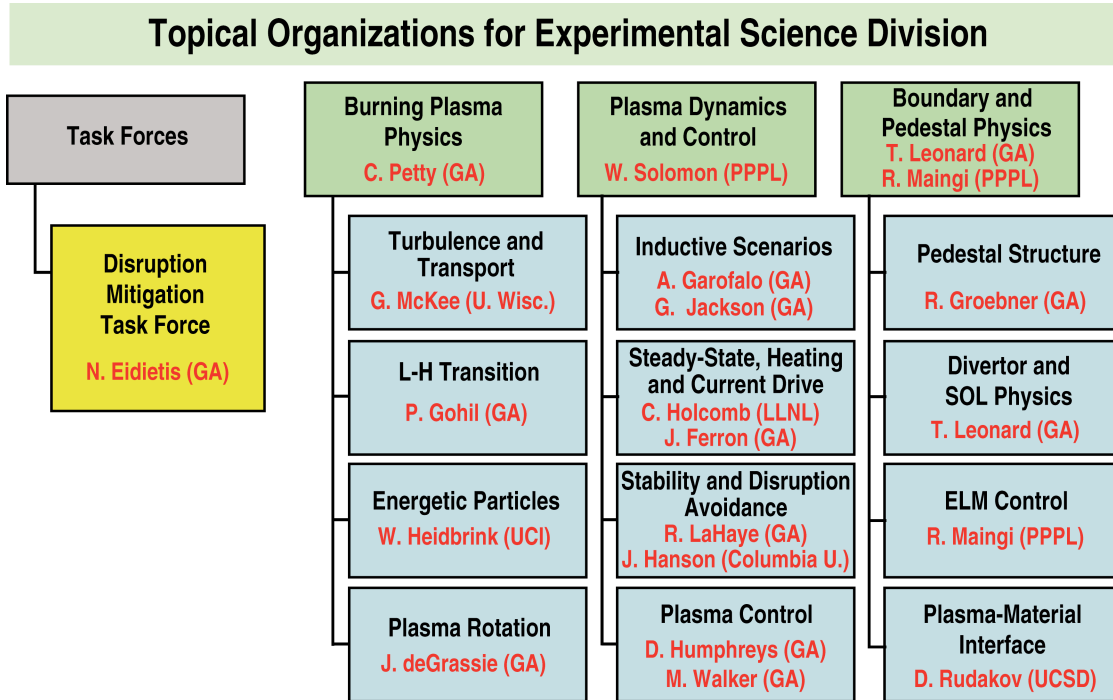 Topical Organizations for Experimental Science Division
Task Forces
Disruption
Mitigation
Task Force
N. Eidietis (GA)
Burning Plasma
Physics
C. Petty (GA)
Turbulence and
Transport
G. McKee (U. Wisc.)
L-H Transition
P. Gohil (GA)
Energetic Particles
W. Heidbrink (UCI)
Plasma Rotation
J. deGrassie (GA)
Plasma Dynamics
and Control
W. Solomon (PPPL)
Inductive Scenarios
A. Garofalo (GA)
G. Jackson (GA)
Steady-State, Heating
and Current Drive
C. Holcomb (LLNL)
J. Ferron (GA)
Stability and Disruption
Avoidance
R. LaHaye (GA)
J. Hanson (Columbia U.)
Plasma Control
D. Humphreys (GA)
M. Walker (GA)
Boundary and
Pedestal Physics
T. Leonard (GA)
R. Maingi (PPPL)
Pedestal Structure
R. Groebner (GA)
Divertor and
SOL Physics
T. Leonard (GA)
ELM Control
R. Maingi (PPPL)
Plasma-Material
Interface
D. Rudakov (UCSD)